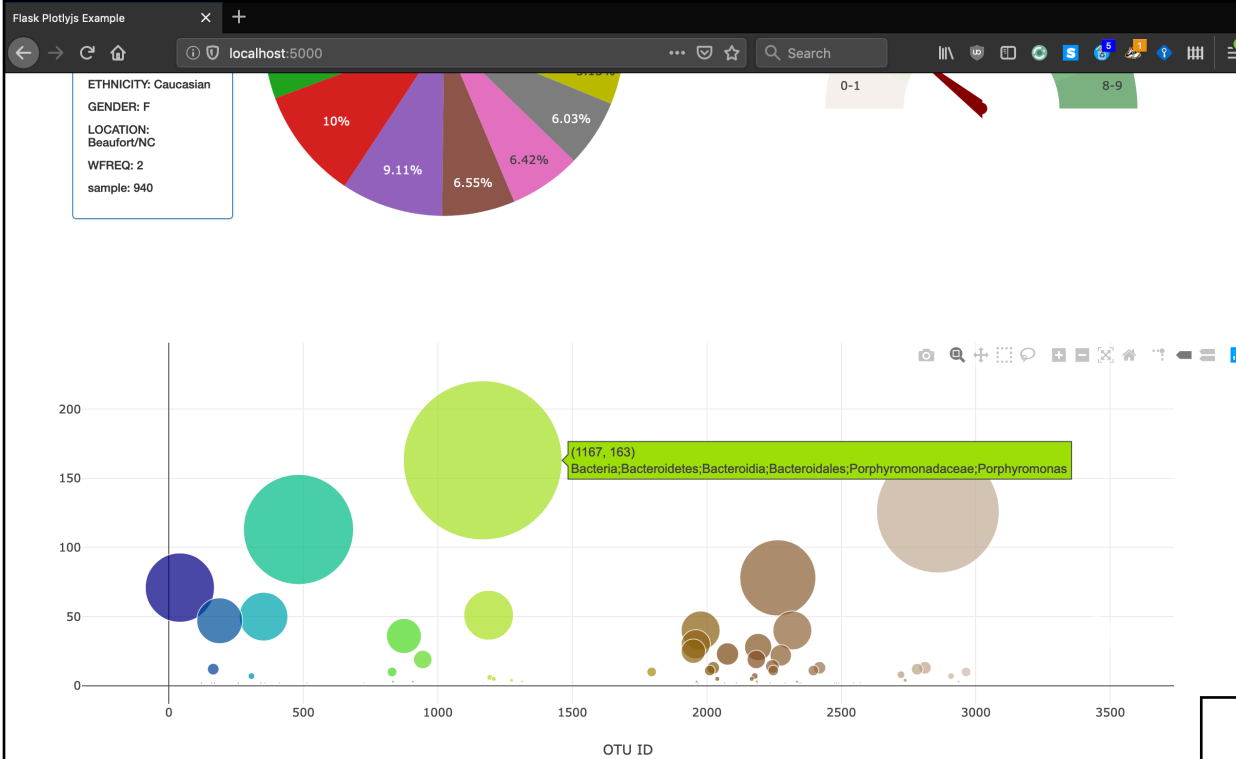 Flask Plotlyjs Example
localhost:5000
Search
5
1
ETHNICITY: Caucasian
GENDER: F
LOCATION:
Beaufort/NC
WFREQ: 2
sample: 940
10%
9.11%
6.55%
6.42%
6.03%
0-1
8-9
(1167, 163)
Bacteria;Bacteroidetes;Bacteroidia;Bacteroidales;Porphyromonadaceae;Porphyromonas
200
150
100
50
0
0
500
1000
1500
2000
2500
3000
3500
OTU ID